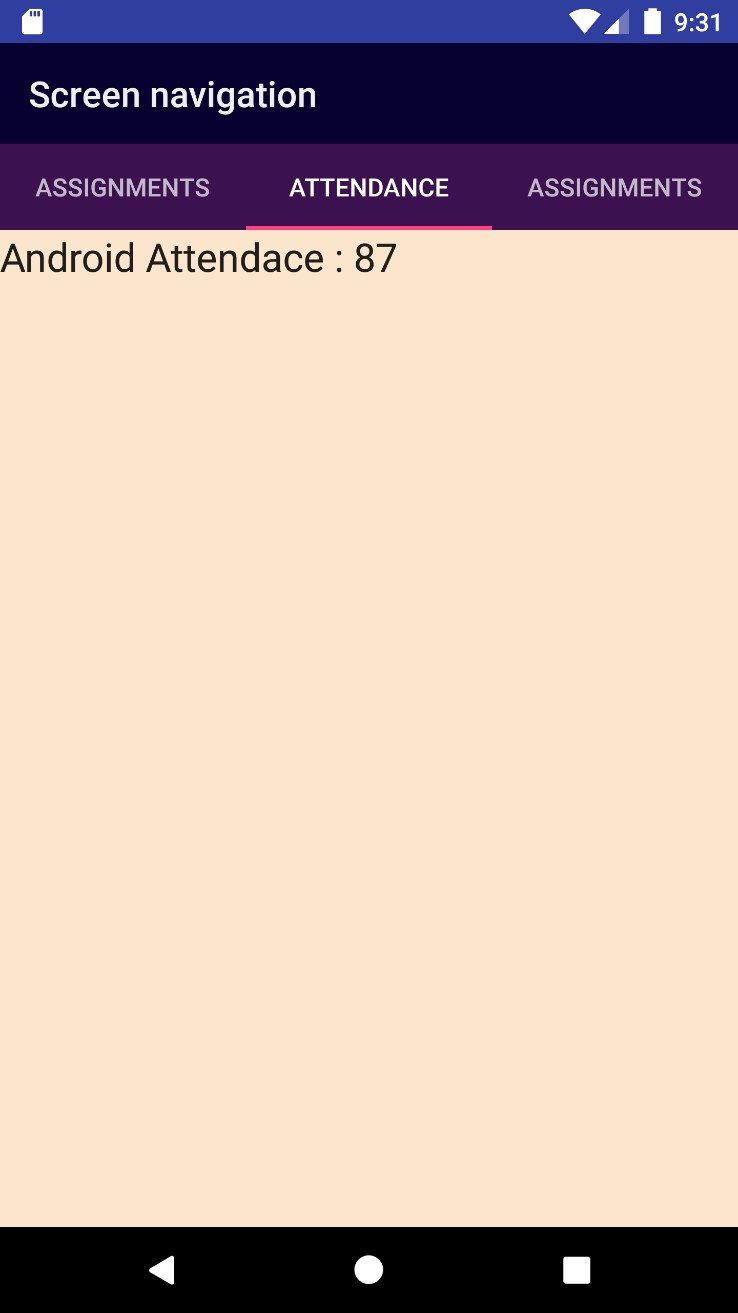 9:31
Screen navigation
ASSIGNMENTS ATTENDANCE ASSIGNMENTS
Android Attendace : 87